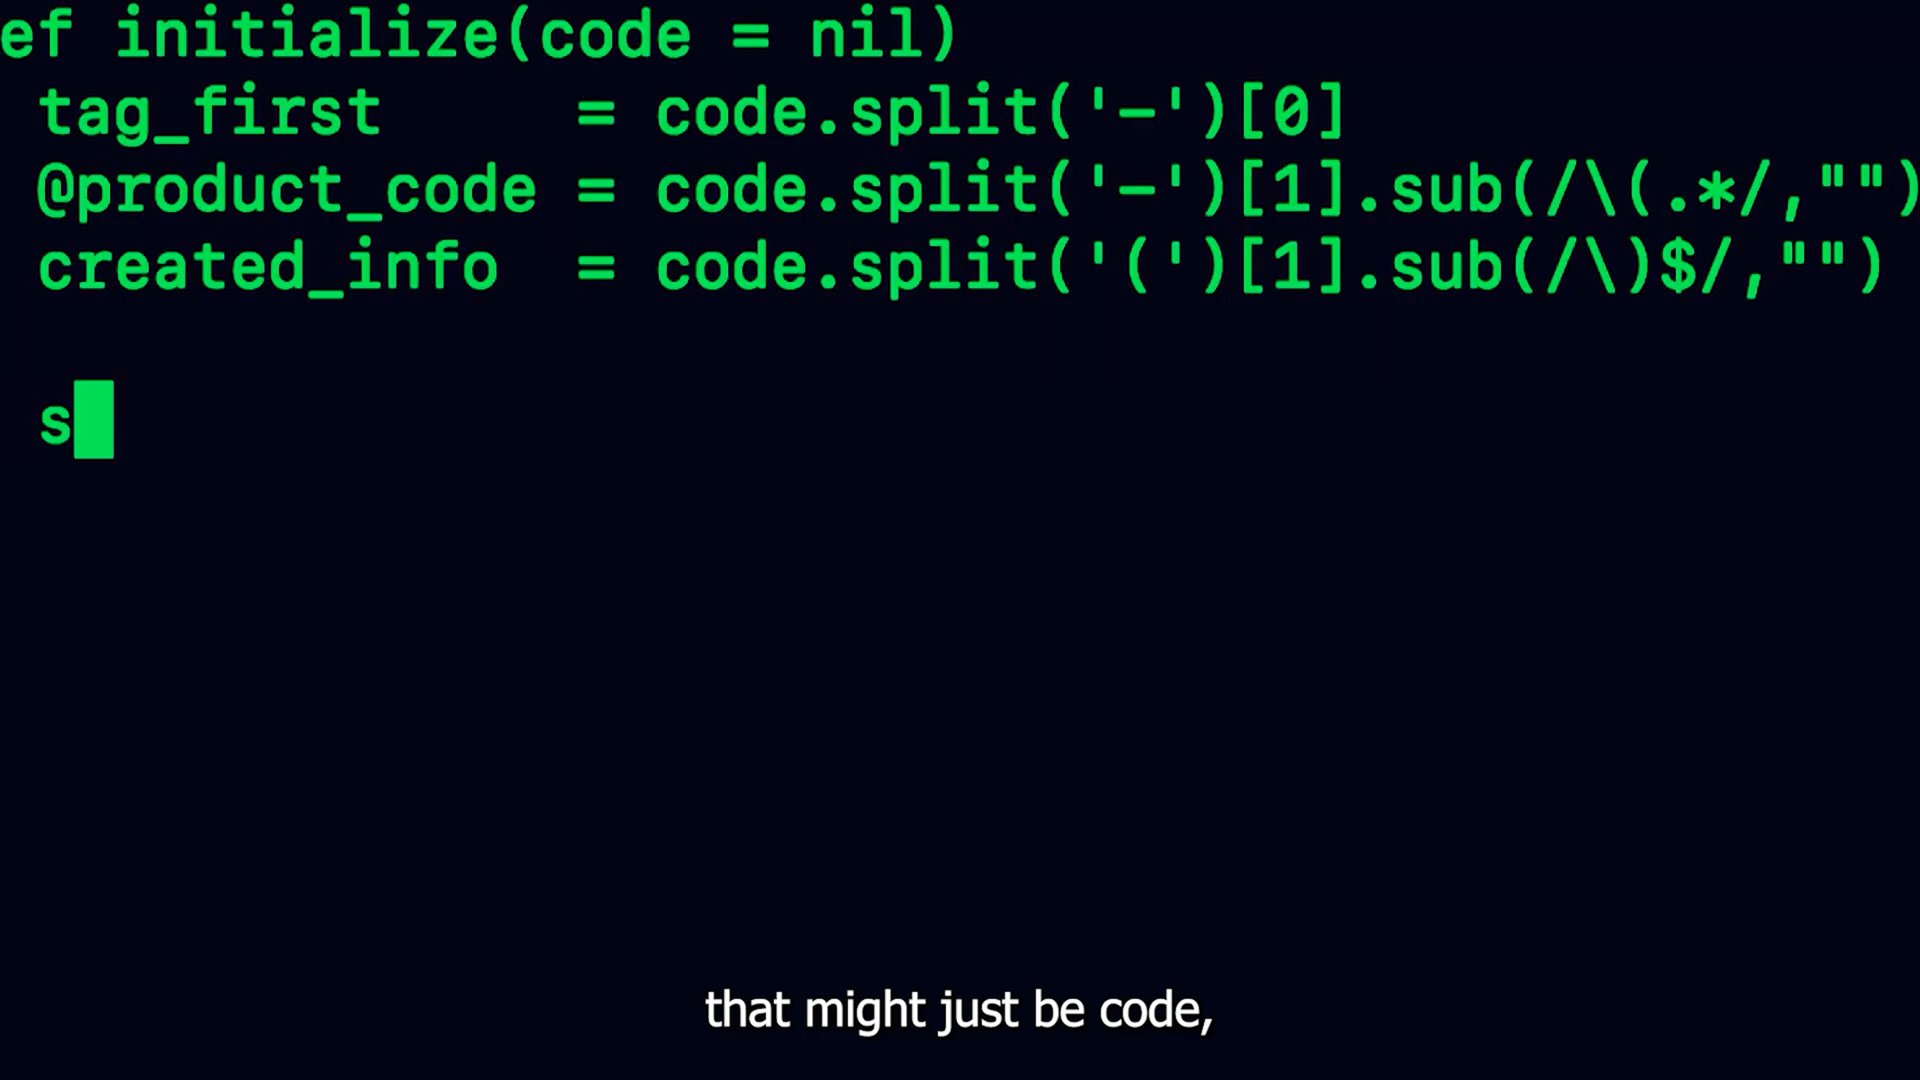 ef initialize(code = nil)
tag_first = code.split('-')[0]
@product_code = code.split('-')[1].sub(/\(.*/,"")
created_info = code.split('(')[1].sub(/\)$/,"")
s
that might just be code,